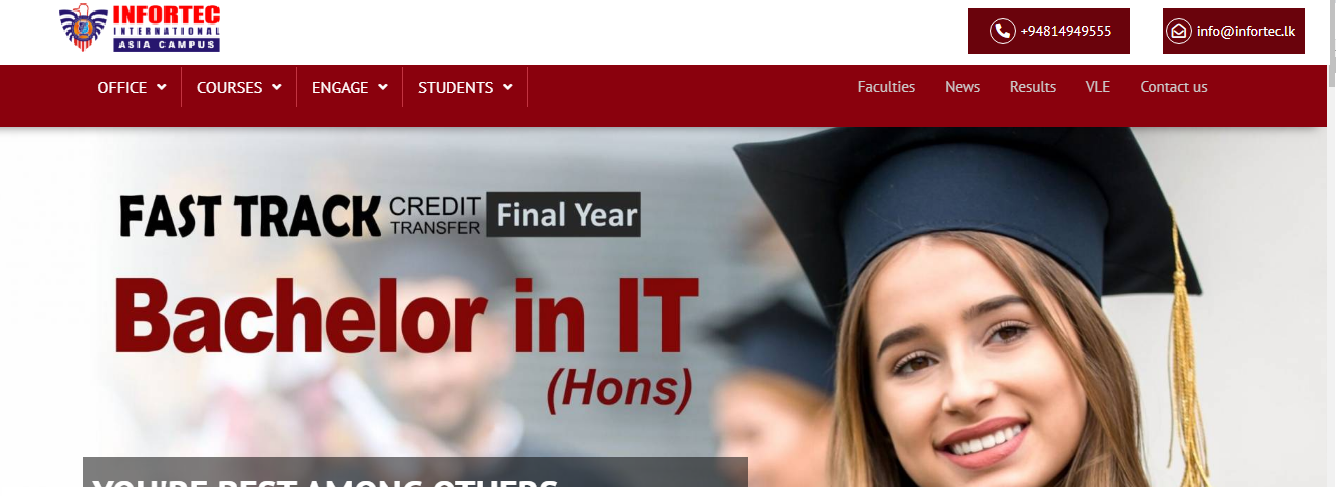 INFORTEC
INTERNATIONAL
ASIA CAMPUS
+94814949555
info@infortec.lk
OFFICE
COURSES
ENGAGE
STUDENTS
Faculties
News
Results
VLE
Contact us
FAST TRACK CREDIT TRANSFER Final Year
Bachelor in IT
(Hons)
YOU'RE BEST AMONG OTHERS